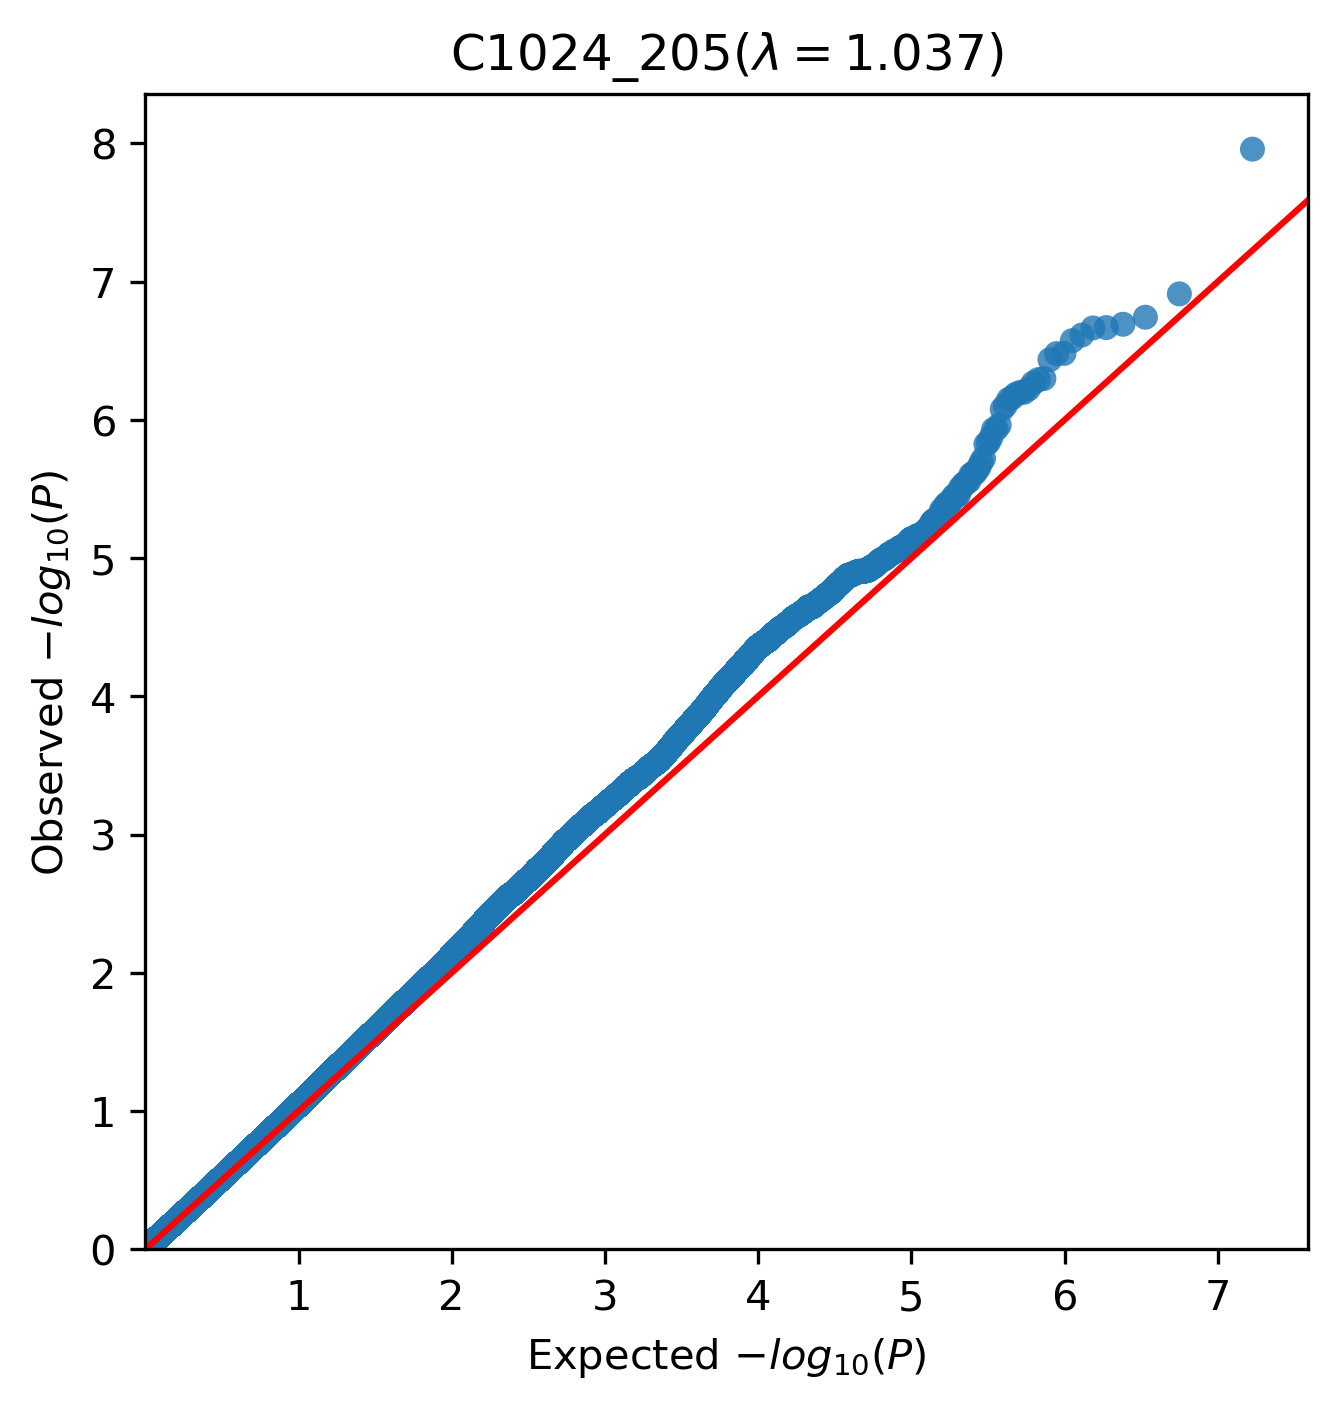 C1024_205(λ = 1.037)
8
7
6
5
4
3
2
1
0
Observed −log₁₀(P)
1 2 3 4 5 6 7
Expected −log₁₀(P)